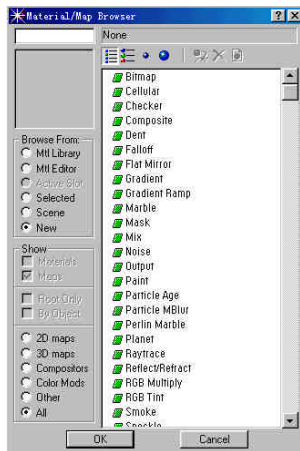 Material/Map Browser
None
Bitmap
Cellular
Checker
Composite
Dent
Falloff
Flat Mirror
Gradient
Gradient Ramp
Marble
Mask
Mix
Noise
Output
Paint
Particle Age
Particle MBlur
Perlin Marble
Planet
Raytrace
Reflect/Refract
RGB Multiply
RGB Tint
Smoke
Speckle
Browse From:
Mtl Library
Mtl Editor
Active Slot
Selected
Scene
New
Show
Materials
Maps
Root Only
By Object
2D maps
3D maps
Compositors
Color Mods
Other
All
OK
Cancel